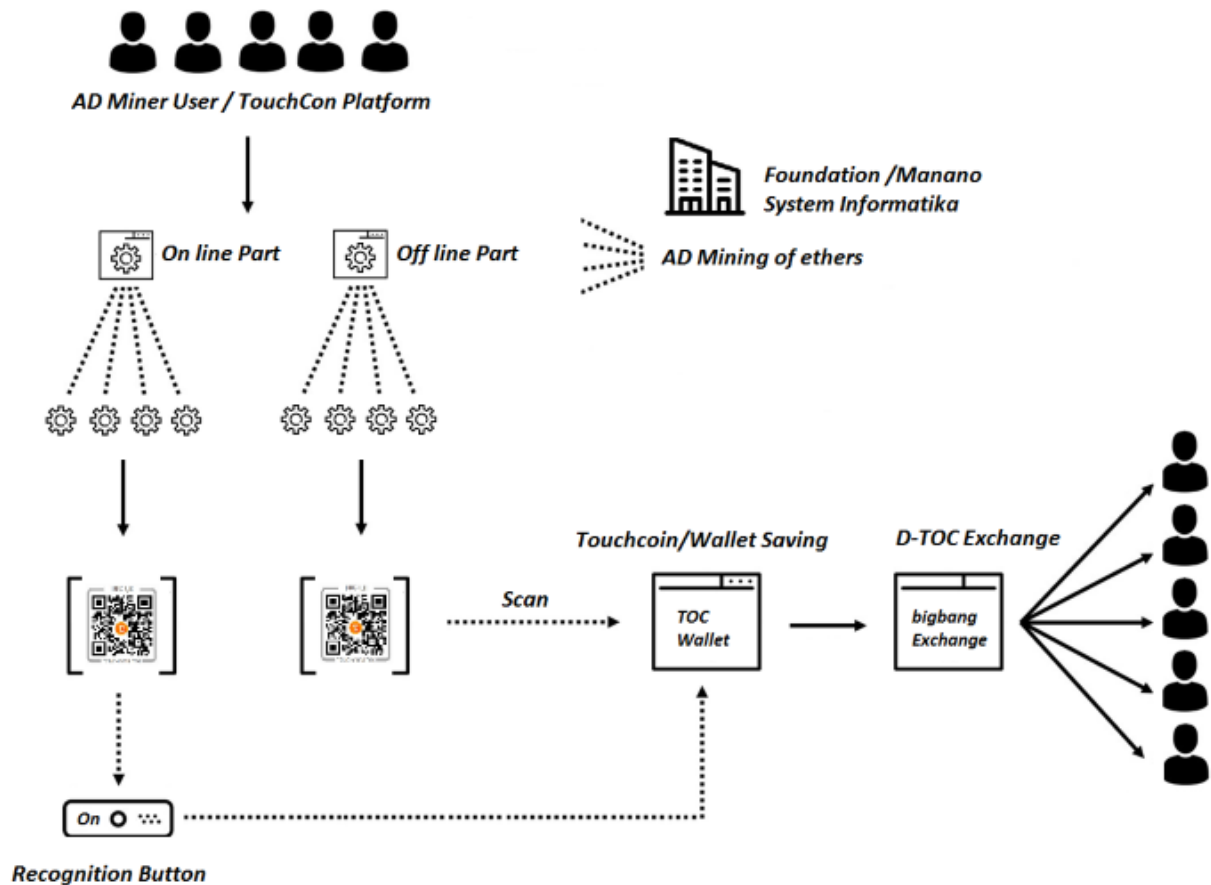 AD Miner User / TouchCon Platform
Foundation /Manano
System Informatika
On line Part
Off line Part
AD Mining of ethers
Touchcoin/Wallet Saving
D-TOC Exchange
Scan
TOC
Wallet
bigbang
Exchange
On
Recognition Button